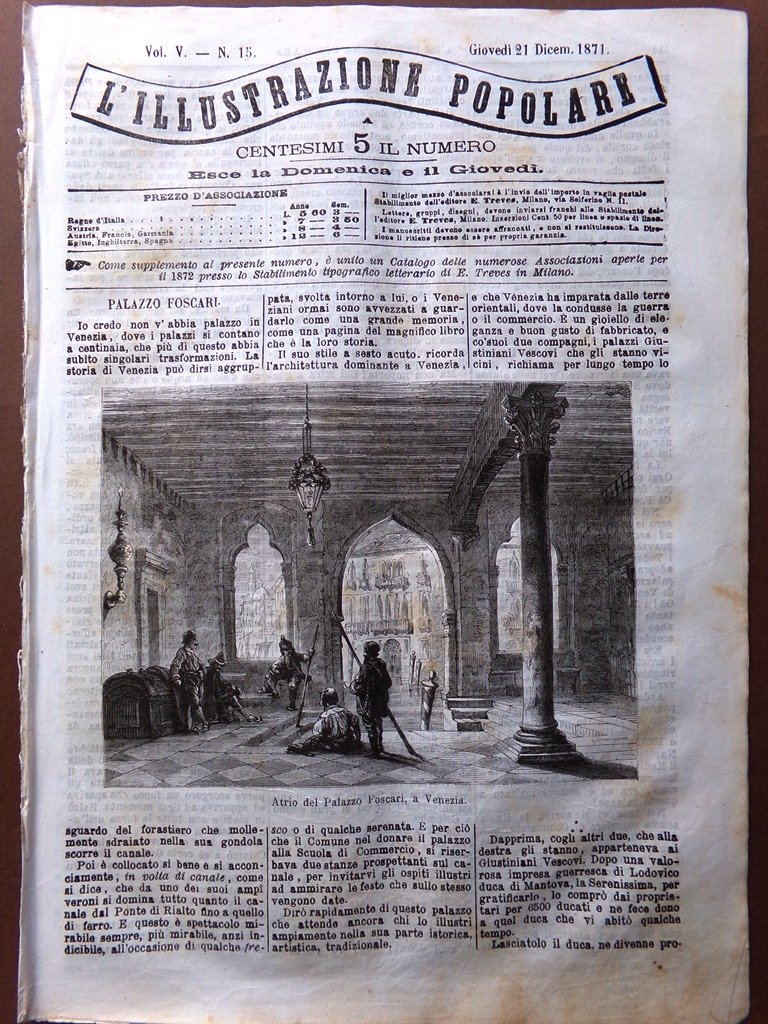 Vol. V. — N. 15.
Giovedì 21 Dicem. 1871.
L'ILLUSTRAZIONE POPOLARE
A
CENTESIMI 5 IL NUMERO
Esce la Domenica e il Giovedì.
PREZZO D'ASSOCIAZIONE
Anno Sem.
Regno d'Italia L. 5 60 3 —
Svizzera » 7 — 3 50
Austria, Francia, Germania » 8 — 4 —
Egitto, Inghilterra, Spagna » 12 — 6 —
Il miglior mezzo d'associarsi è l'invio dell'importo in vaglia postale
Stabilimento dell'editore E. Treves, Milano, via Solferino N. 11.
Lettere, gruppi, disegni, devono inviarsi franchi allo Stabilimento del-
l'editore E. Treves, Milano. Inserzioni Cent 50 per linea o spazio di linea.
I manoscritti devono essere affrancati, e non si restituiscono. La Dire-
zione li ritiene presso di sè per propria garanzia.
Come supplemento al presente numero, è unito un Catalogo delle numerose Associazioni aperte per
il 1872 presso lo Stabilimento tipografico letterario di E. Treves in Milano.
PALAZZO FOSCARI.
Io credo non v'abbia palazzo in
Venezia, dove i palazzi si contano
a centinaia, che più di questo abbia
subìto singolari trasformazioni. La
storia di Venezia può dirsi aggrup-
pata, svolta intorno a lui, o i Vene-
ziani ormai sono avvezzati a guar-
darlo come una grande memoria,
come una pagina del magnifico libro
che è la loro storia.
Il suo stile a sesto acuto, ricorda
l'architettura dominante a Venezia,
e che Venezia ha imparata dalle terre
orientali, dove la condusse la guerra
o il commercio. E un gioiello di ele-
ganza e buon gusto di fabbricato, e
co'suoi due compagni, i palazzi Giu-
stiniani Vescovi che gli stanno vi-
cini, richiama per lungo tempo lo
Atrio del Palazzo Foscari, a Venezia.
sguardo del forastiero che molle-
mente sdraiato nella sua gondola
scorre il canale.
Poi è collocato sì bene e sì accon-
ciamente, in volta di canale, come
si dice, che da uno dei suoi ampî
veroni si domina tutto quanto il ca-
nale dal Ponte di Rialto fino a quello
di ferro. E questo è spettacolo mi-
rabile sempre, più mirabile, anzi in-
dicibile, all'occasione di qualche fre-
sco o di qualche serenata. E per ciò
che il Comune nel donare il palazzo
alla Scuola di Commercio, si riser-
bava due stanze prospettanti sul ca-
nale, per invitarvi gli ospiti illustri
ad ammirare le feste che sullo stesso
vengono date.
Dirò rapidamente di questo palazzo
che attende ancora chi lo illustri
ampiamente nella sua parte istorica,
artistica, tradizionale.
Dapprima, cogli altri due, che alla
destra gli stanno, apparteneva ai
Giustiniani Vescovi. Dopo una valo-
rosa impresa guerresca di Lodovico
duca di Mantova, la Serenissima, per
gratificarlo, lo comprò dai proprie-
tari per 6500 ducati e ne fece dono
a quel duca che vi abitò qualche
tempo.
Lasciatolo il duca, ne divenne pro-